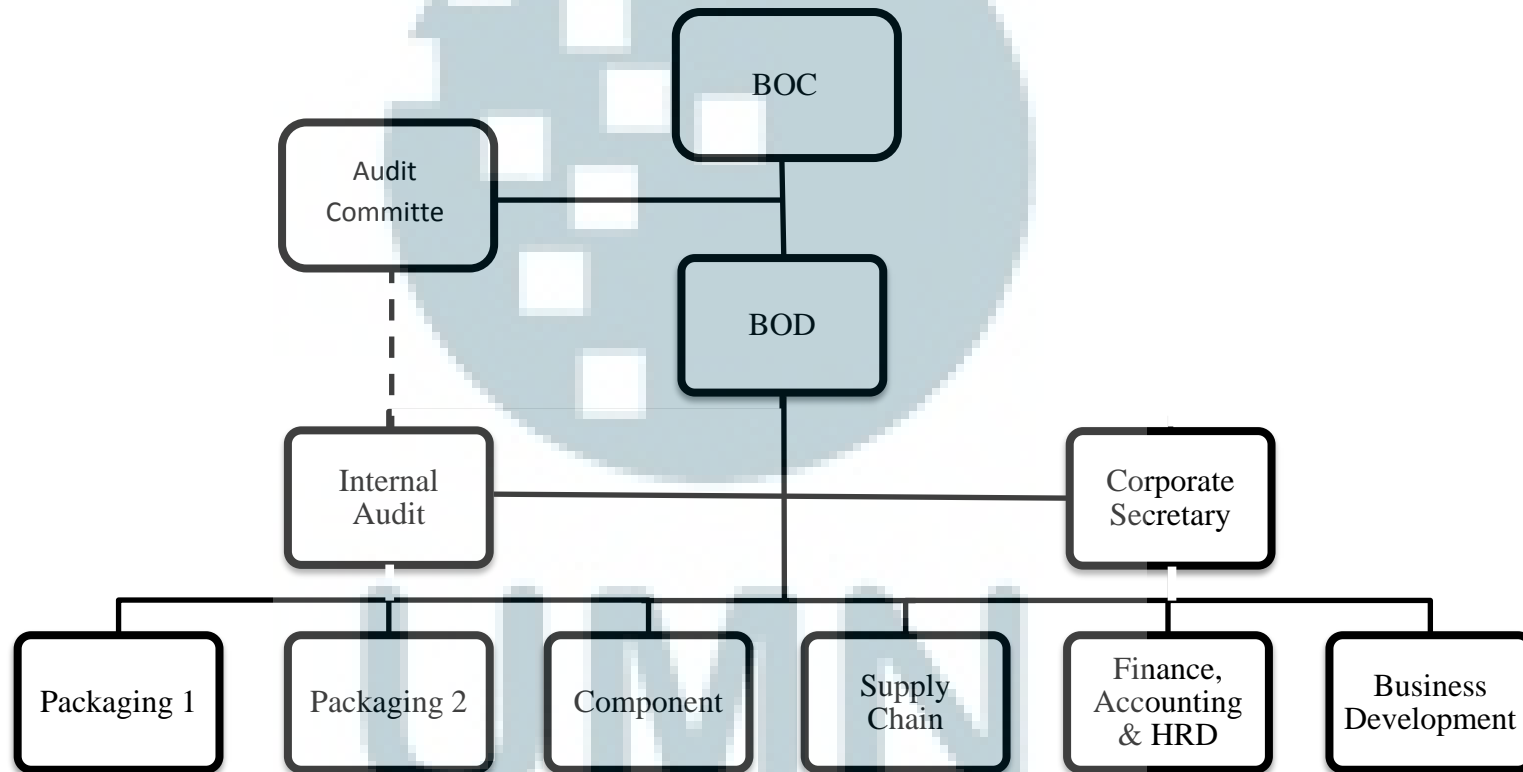 BOC
Audit
Committe
BOD
Internal
Audit
Corporate
Secretary
Packaging 1
Packaging 2
Component
Supply
Chain
Finance,
Accounting
& HRD
Business
Development
UMN